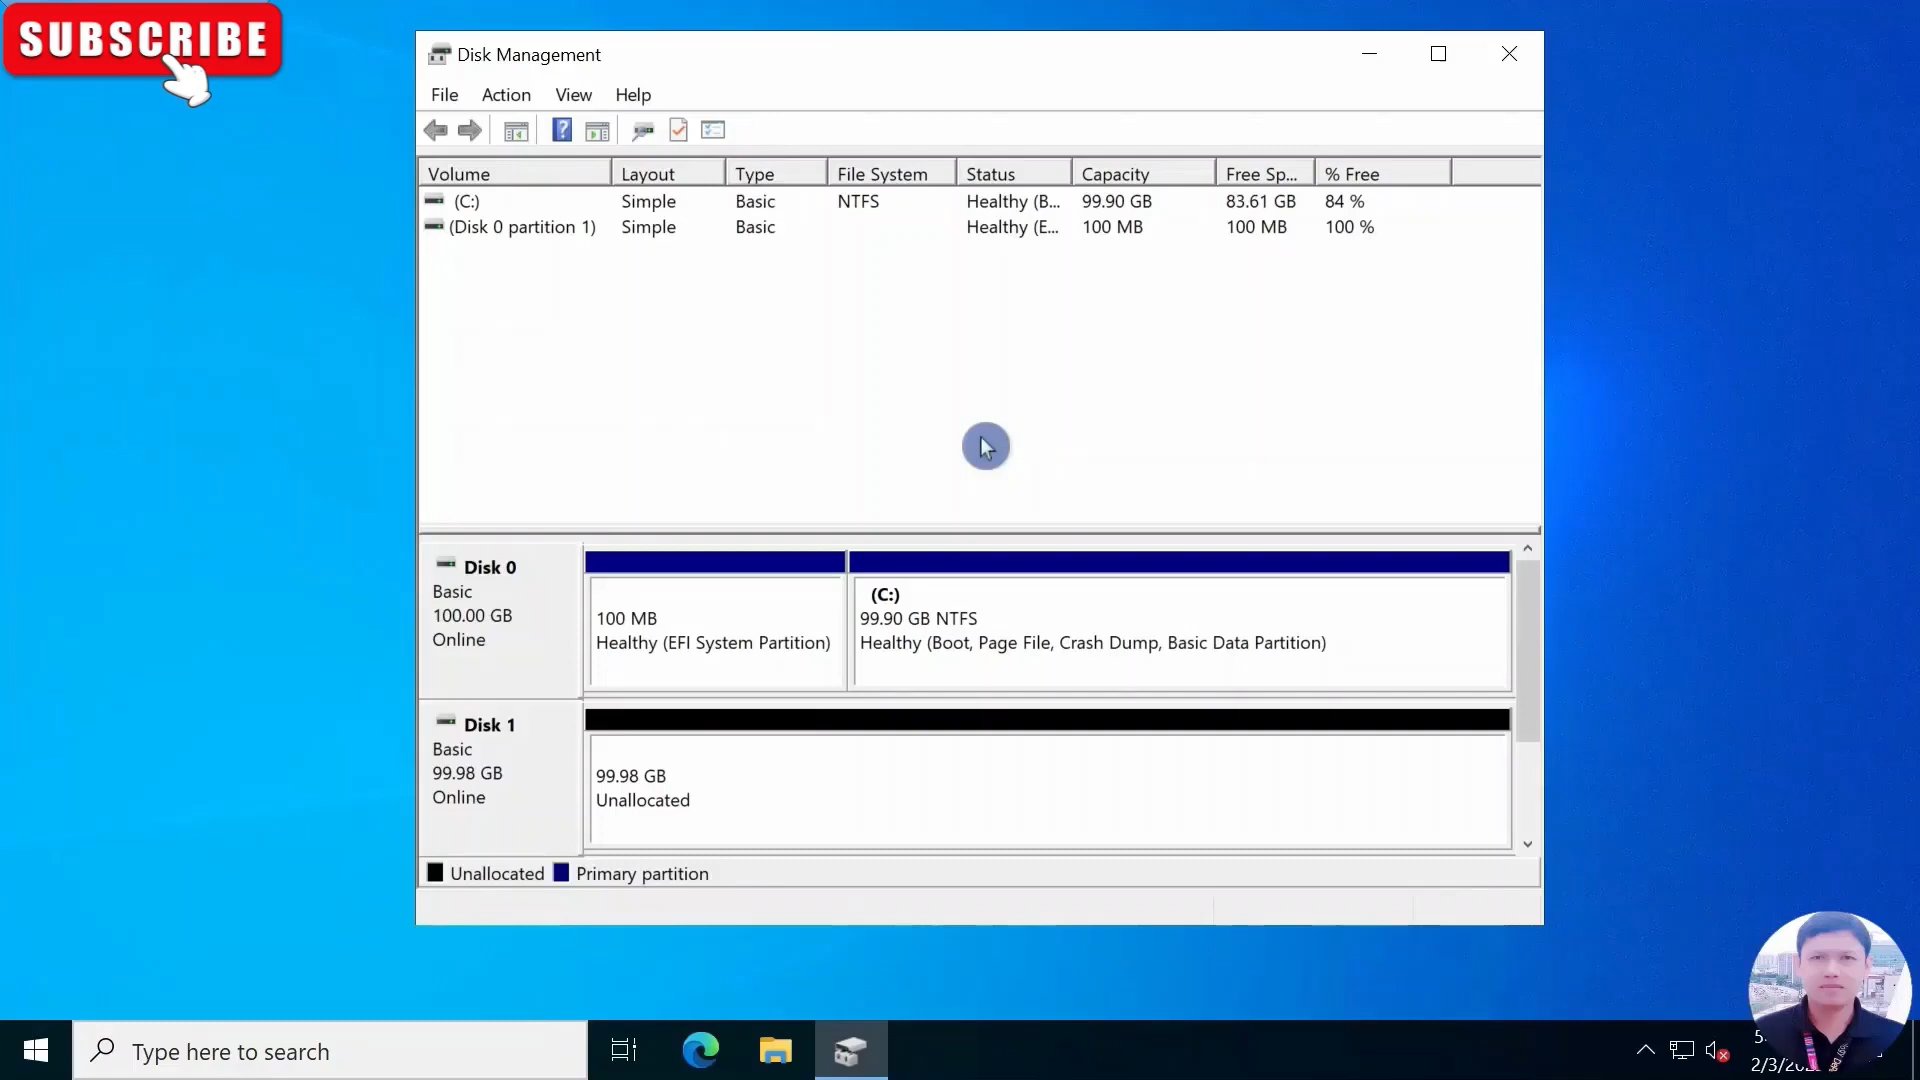 SUBSCRIBE
Disk Management
File Action View Help
Volume Layout Type File System Status Capacity Free Sp... % Free
(C:) Simple Basic NTFS Healthy (B... 99.90 GB 83.61 GB 84 %
(Disk 0 partition 1) Simple Basic Healthy (E... 100 MB 100 MB 100 %
Disk 0
Basic
100.00 GB
Online
100 MB
Healthy (EFI System Partition)
(C:)
99.90 GB NTFS
Healthy (Boot, Page File, Crash Dump, Basic Data Partition)
Disk 1
Basic
99.98 GB
Online
99.98 GB
Unallocated
Unallocated Primary partition
Type here to search